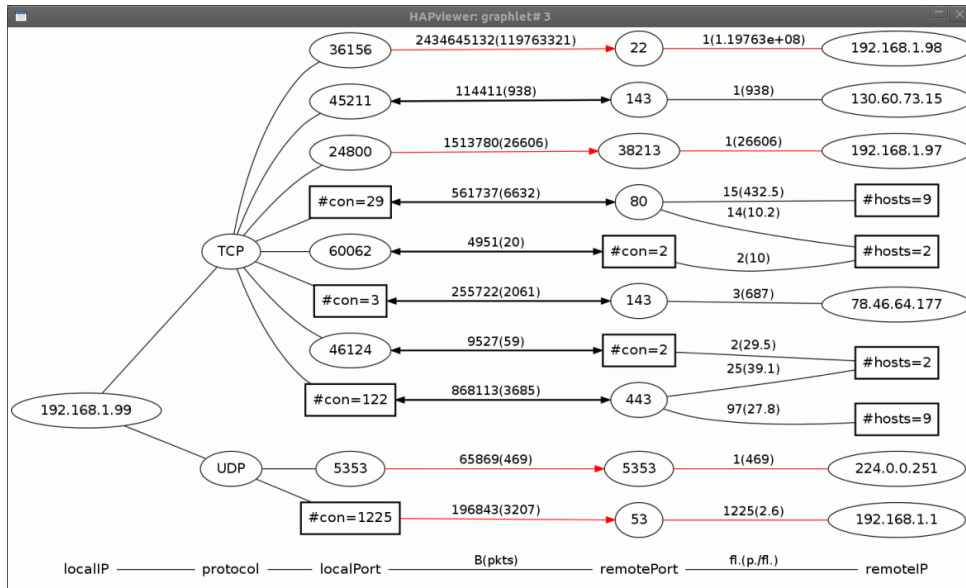 HAPviewer: graphlet# 3
36156 2434645132(119763321) 22 1(1.19763e+08) 192.168.1.98
45211 114411(938) 143 1(938) 130.60.73.15
24800 1513780(26606) 38213 1(26606) 192.168.1.97
#con=29 561737(6632) 80 15(432.5) #hosts=9
14(10.2)
TCP 60062 4951(20) #con=2 2(10) #hosts=2
#con=3 255722(2061) 143 3(687) 78.46.64.177
46124 9527(59) #con=2 2(29.5) #hosts=2
25(39.1)
192.168.1.99 #con=122 868113(3685) 443 97(27.8) #hosts=9
UDP 5353 65869(469) 5353 1(469) 224.0.0.251
#con=1225 196843(3207) 53 1225(2.6) 192.168.1.1
localIP protocol localPort B(pkts) remotePort fl.(p./fl.) remoteIP